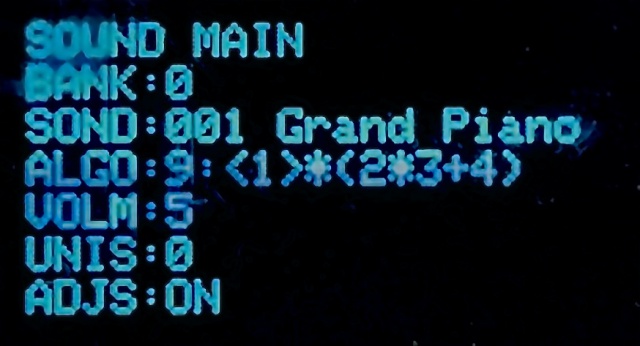 SOUND MAIN
BANK:0
SOND:001 Grand Piano
ALGO:9:<1>*(2*3+4)
VOLM:5
UNIS:0
ADJS:ON